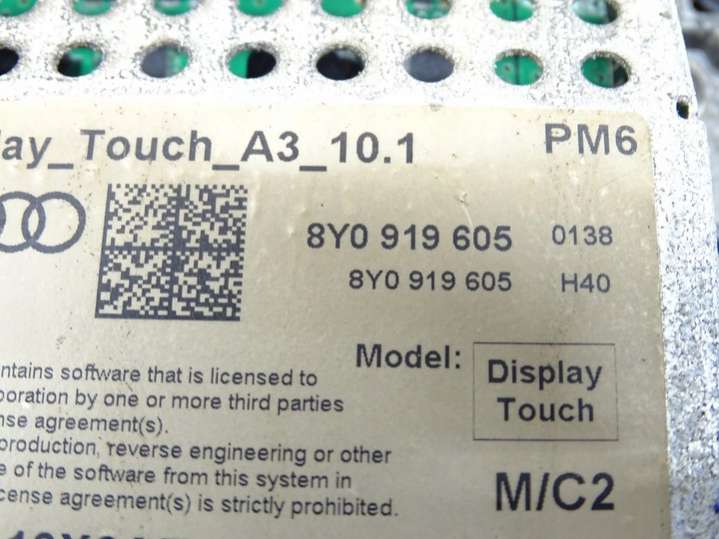 ay_Touch_A3_10.1 PM6
8Y0 919 605 0138
8Y0 919 605 H40
Model: Display Touch
ntains software that is licensed to
poration by one or more third parties
nse agreement(s).
production, reverse engineering or other
e of the software from this system in
cense agreement(s) is strictly prohibited.
M/C2